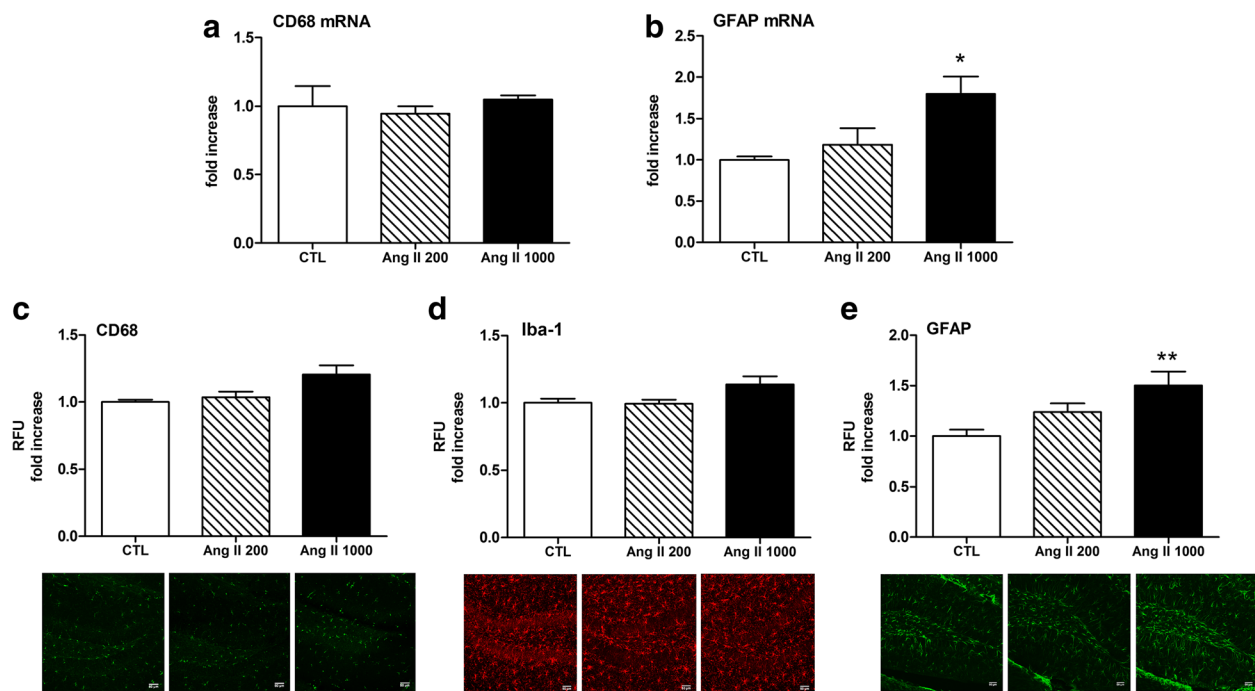 a
CD68 mRNA
fold increase
1.5
1.0
0.5
0.0
CTL
Ang II 200
Ang II 1000
b
GFAP mRNA
fold increase
2.5
2.0
1.5
1.0
0.5
0.0
*
CTL
Ang II 200
Ang II 1000
c
CD68
RFU
fold increase
1.5
1.0
0.5
0.0
CTL
Ang II 200
Ang II 1000
d
Iba-1
RFU
fold increase
1.5
1.0
0.5
0.0
CTL
Ang II 200
Ang II 1000
e
GFAP
RFU
fold increase
2.0
1.5
1.0
0.5
0.0
**
CTL
Ang II 200
Ang II 1000